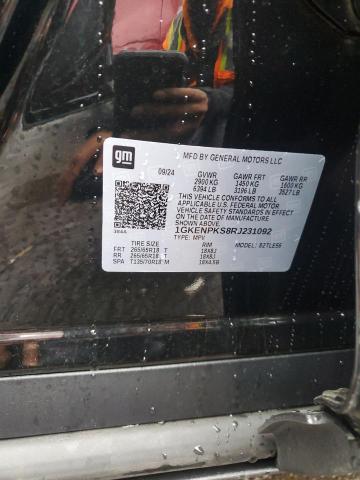 gm
MFD BY GENERAL MOTORS LLC
09/24 GVWR GAWR FRT GAWR RR
2900 KG 1450 KG 1600 KG
6394 LB 3196 LB 3527 LB
THIS VEHICLE CONFORMS TO ALL
APPLICABLE U.S. FEDERAL MOTOR
VEHICLE SAFETY STANDARDS IN EFFECT
ON THE DATE OF MANUFACTURE
SHOWN ABOVE.
1GKENPKS8RJ231092
TYPE: MPV
TIRE SIZE RIM
FRT 265/65R18 T 18X8J
RR 265/65R18 T 18X8J
SPA T135/70R18 M 18X4.5B